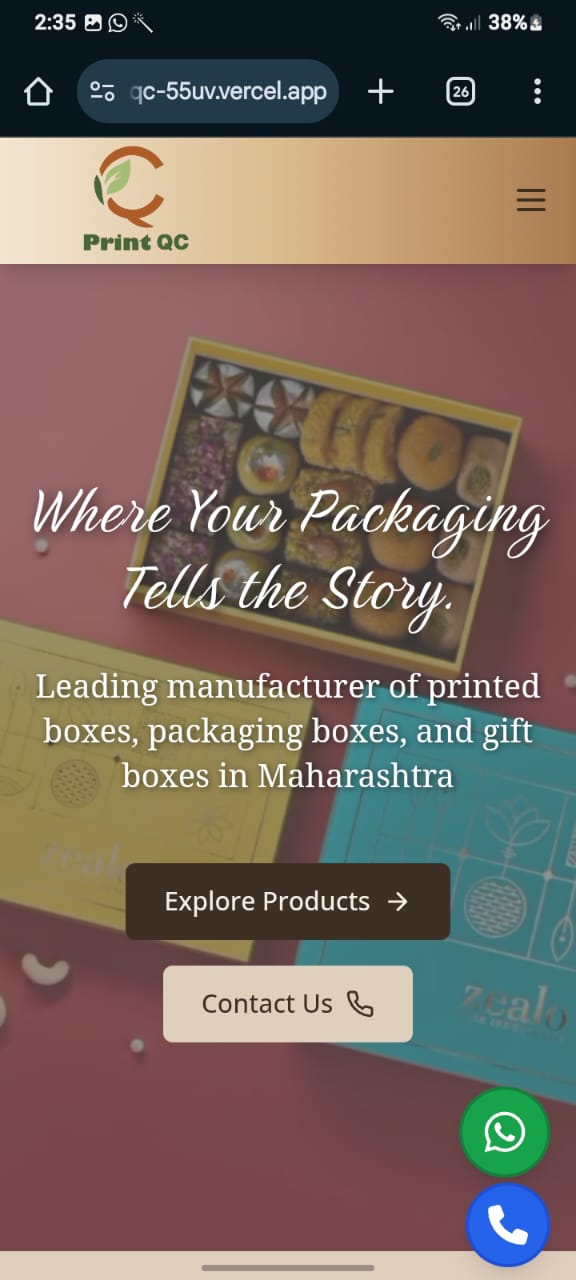 2:35
38%
qc-55uv.vercel.app
26
Print QC
Where Your Packaging
Tells the Story.
Leading manufacturer of printed
boxes, packaging boxes, and gift
boxes in Maharashtra
zealo
Explore Products
Contact Us
zealo